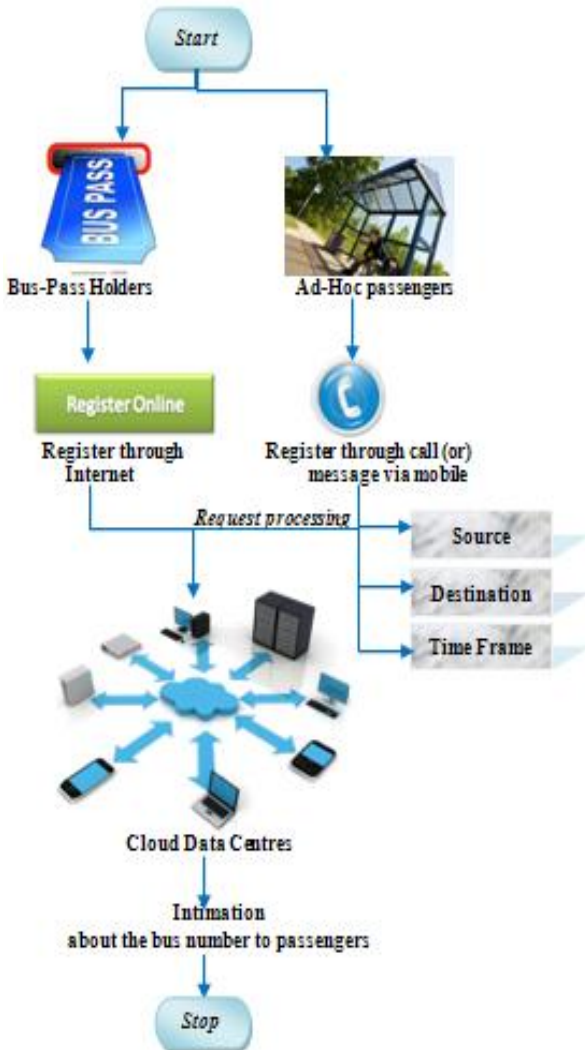 Start
BUS PASS
Bus-Pass Holders
Ad-Hoc passengers
Register Online
Register through
Internet
Register through call (or)
message via mobile
Request processing
Source
Destination
Time Frame
Cloud Data Centres
Intimation
about the bus number to passengers
Stop